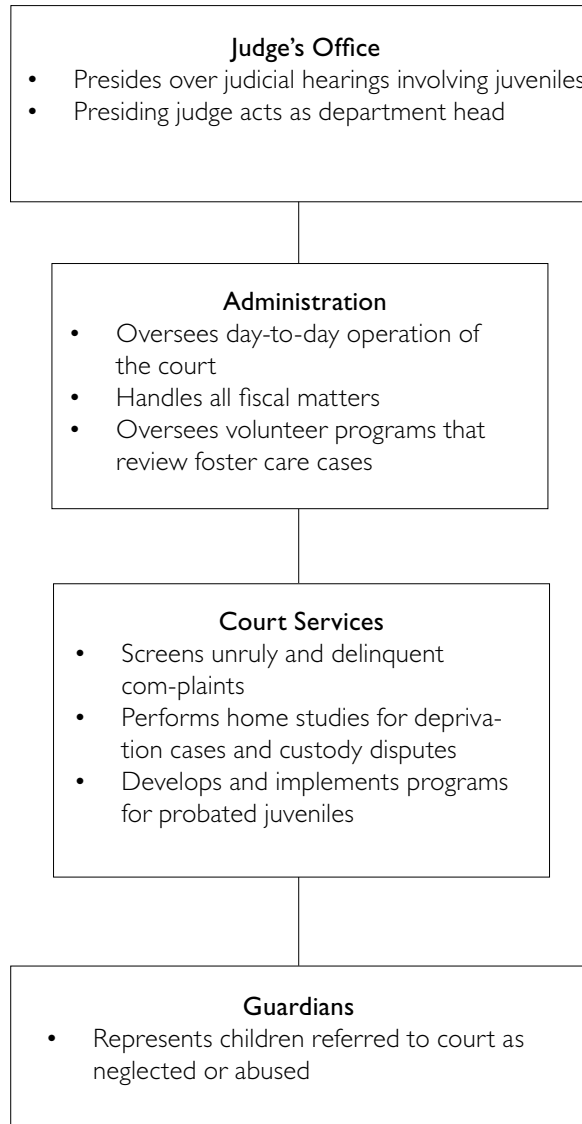 Judge's Office
• Presides over judicial hearings involving juveniles
• Presiding judge acts as department head
Administration
• Oversees day-to-day operation of
the court
• Handles all fiscal matters
• Oversees volunteer programs that
review foster care cases
Court Services
• Screens unruly and delinquent
com-plaints
• Performs home studies for depriva-
tion cases and custody disputes
• Develops and implements programs
for probated juveniles
Guardians
• Represents children referred to court as
neglected or abused